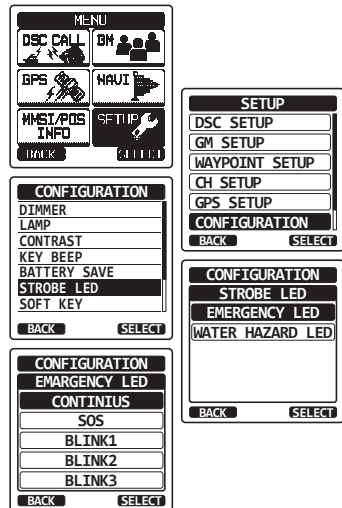 MENU
DSC CALL
GM
GPS
NAVI
MMSI/POS
INFO
SETUP
BACK
SELECT
SETUP
DSC SETUP
GM SETUP
WAYPOINT SETUP
CH SETUP
GPS SETUP
CONFIGURATION
BACK
SELECT
CONFIGURATION
DIMMER
LAMP
CONTRAST
KEY BEEP
BATTERY SAVE
STROBE LED
SOFT KEY
BACK
SELECT
CONFIGURATION
STROBE LED
EMERGENCY LED
WATER HAZARD LED
BACK
SELECT
CONFIGURATION
EMARGENCY LED
CONTINIUS
SOS
BLINK1
BLINK2
BLINK3
BACK
SELECT